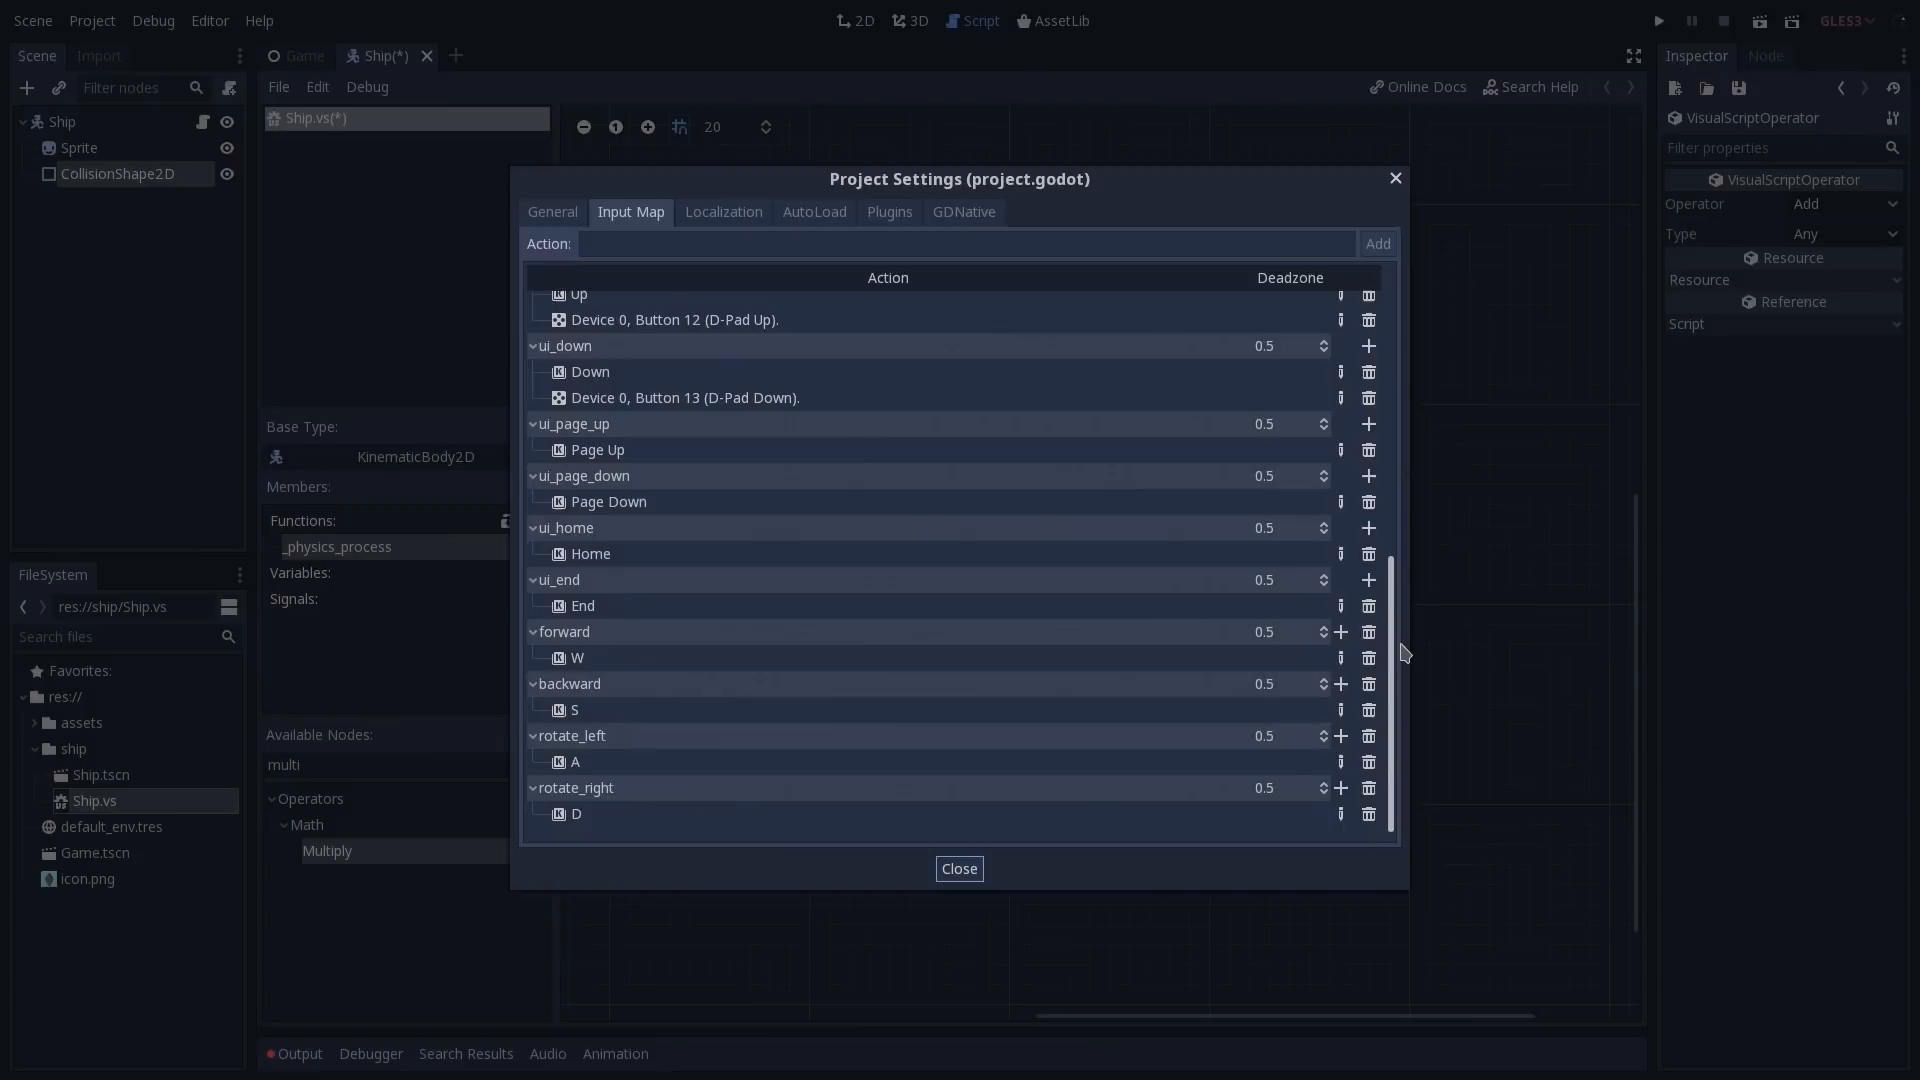 Scene Project Debug Editor Help
2D 3D Script AssetLib
GLES3
Scene Import
Game Ship(*)
Inspector Node
Filter nodes
File Edit Debug
Online Docs Search Help
Ship
Sprite
CollisionShape2D
Ship.vs(*)
20
VisualScriptOperator
Filter properties
VisualScriptOperator
Operator Add
Type Any
Resource
Resource
Reference
Script
Project Settings (project.godot)
General Input Map Localization AutoLoad Plugins GDNative
Action: Add
Action Deadzone
Up
Device 0, Button 12 (D-Pad Up).
ui_down 0.5
Down
Device 0, Button 13 (D-Pad Down).
ui_page_up 0.5
Page Up
ui_page_down 0.5
Page Down
ui_home 0.5
Home
ui_end 0.5
End
forward 0.5
W
backward 0.5
S
rotate_left 0.5
A
rotate_right 0.5
D
Close
Base Type:
KinematicBody2D
Members:
Functions:
_physics_process
Variables:
Signals:
Available Nodes:
multi
Operators
Math
Multiply
FileSystem
res://ship/Ship.vs
Search files
Favorites:
res://
assets
ship
Ship.tscn
Ship.vs
default_env.tres
Game.tscn
icon.png
Output Debugger Search Results Audio Animation